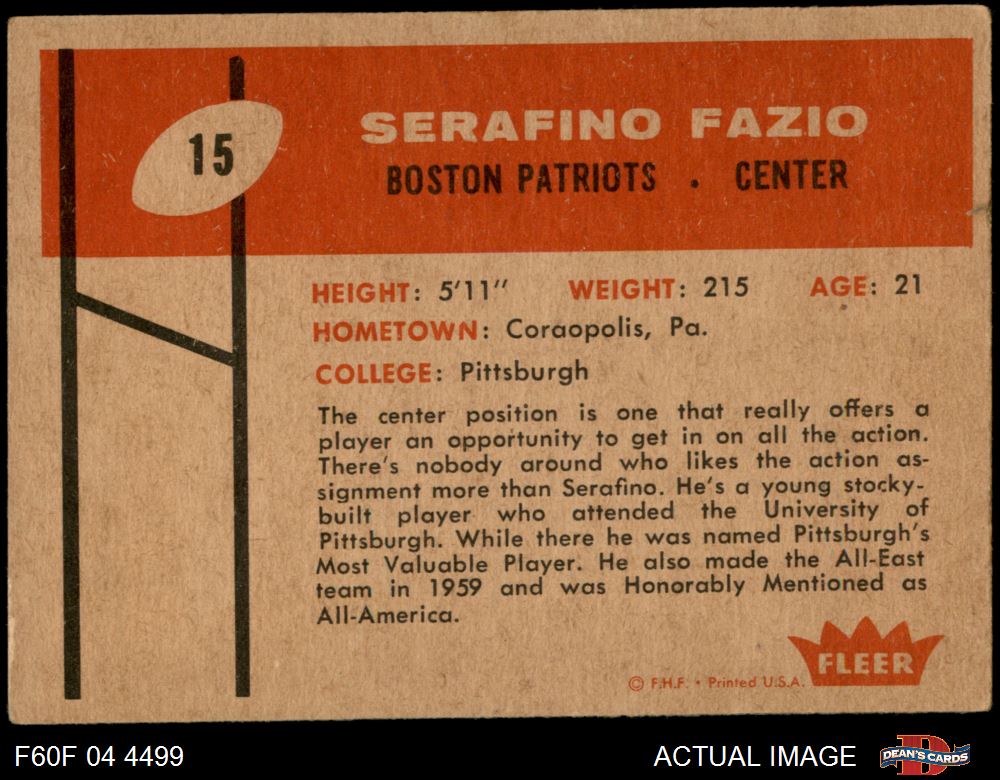 15
SERAFINO FAZIO
BOSTON PATRIOTS . CENTER
HEIGHT: 5'11" WEIGHT: 215 AGE: 21
HOMETOWN: Coraopolis, Pa.
COLLEGE: Pittsburgh
The center position is one that really offers a
player an opportunity to get in on all the action.
There's nobody around who likes the action as-
signment more than Serafino. He's a young stocky-
built player who attended the University of
Pittsburgh. While there he was named Pittsburgh's
Most Valuable Player. He also made the All-East
team in 1959 and was Honorably Mentioned as
All-America.
FLEER
© F.H.F. • Printed U.S.A.
F60F 04 4499 ACTUAL IMAGE D DEAN'S CARDS